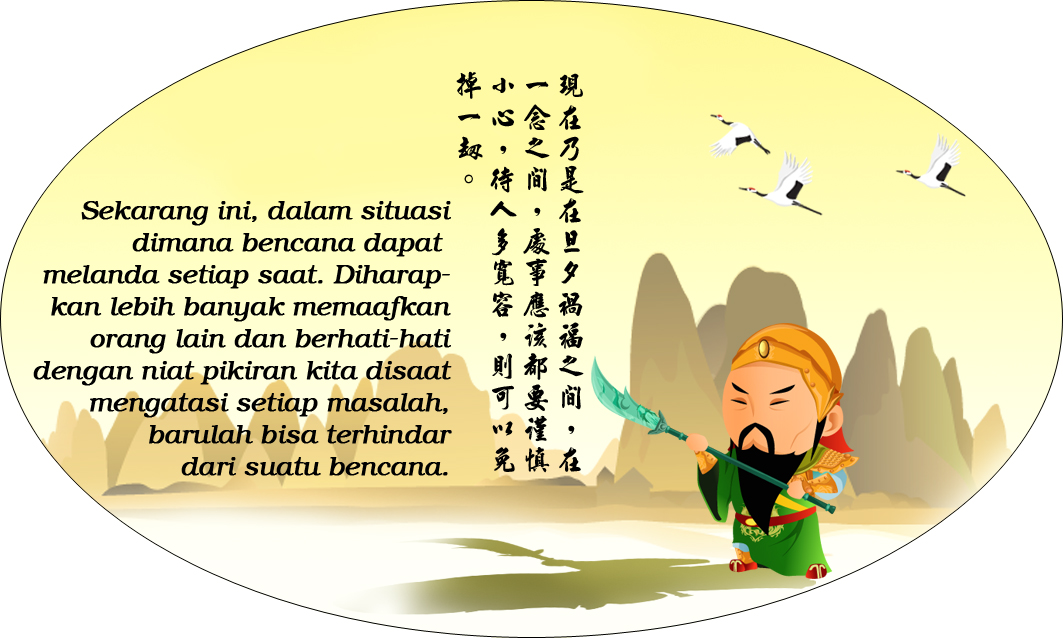 現在乃是在旦夕禍福之間，在
一念之间，處事應該都要謹慎
小心，待人多寬容，則可以免
掉一劫。
Sekarang ini, dalam situasi
dimana bencana dapat
melanda setiap saat. Diharap-
kan lebih banyak memaafkan
orang lain dan berhati-hati
dengan niat pikiran kita disaat
mengatasi setiap masalah,
barulah bisa terhindar
dari suatu bencana.